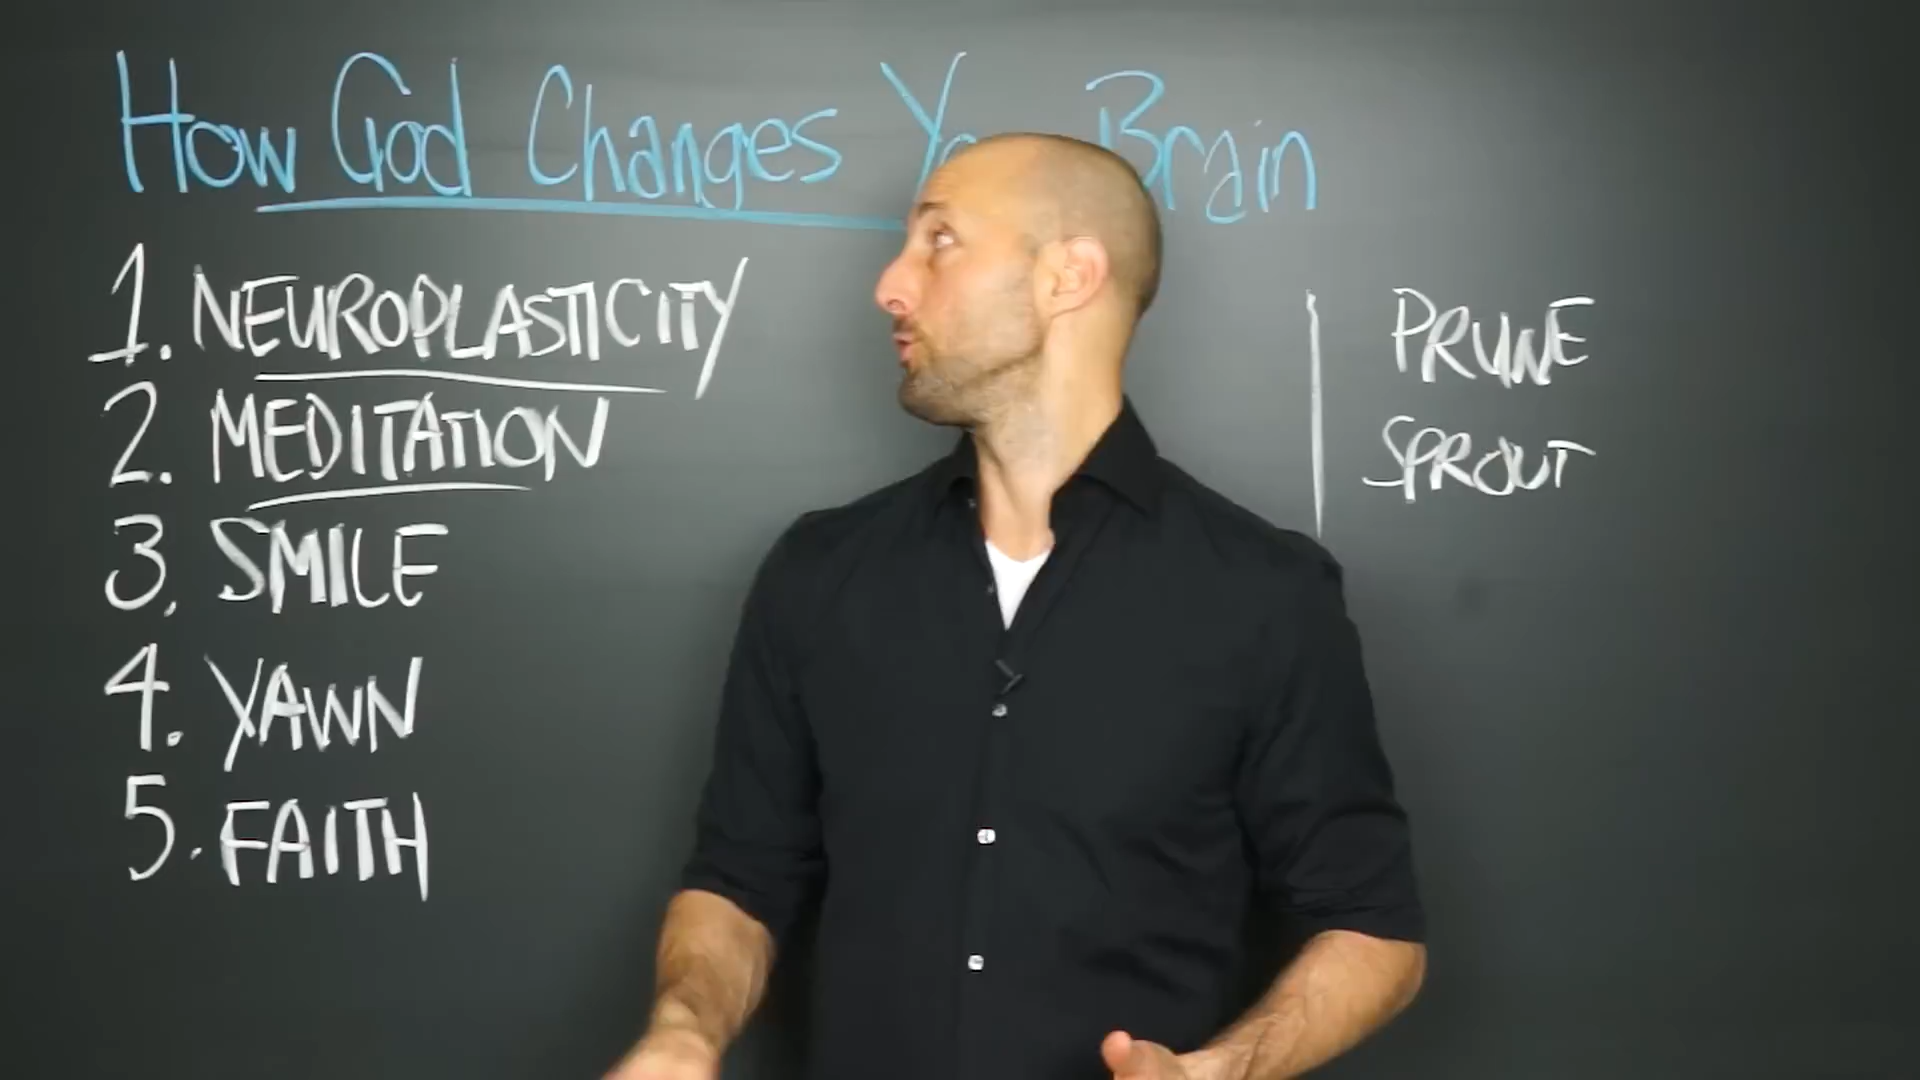 How God Changes Brain
1. NEUROPLASTICITY
2. MEDITATION
3. SMILE
4. YAWN
5. FAITH
PRUNE
SPROUT